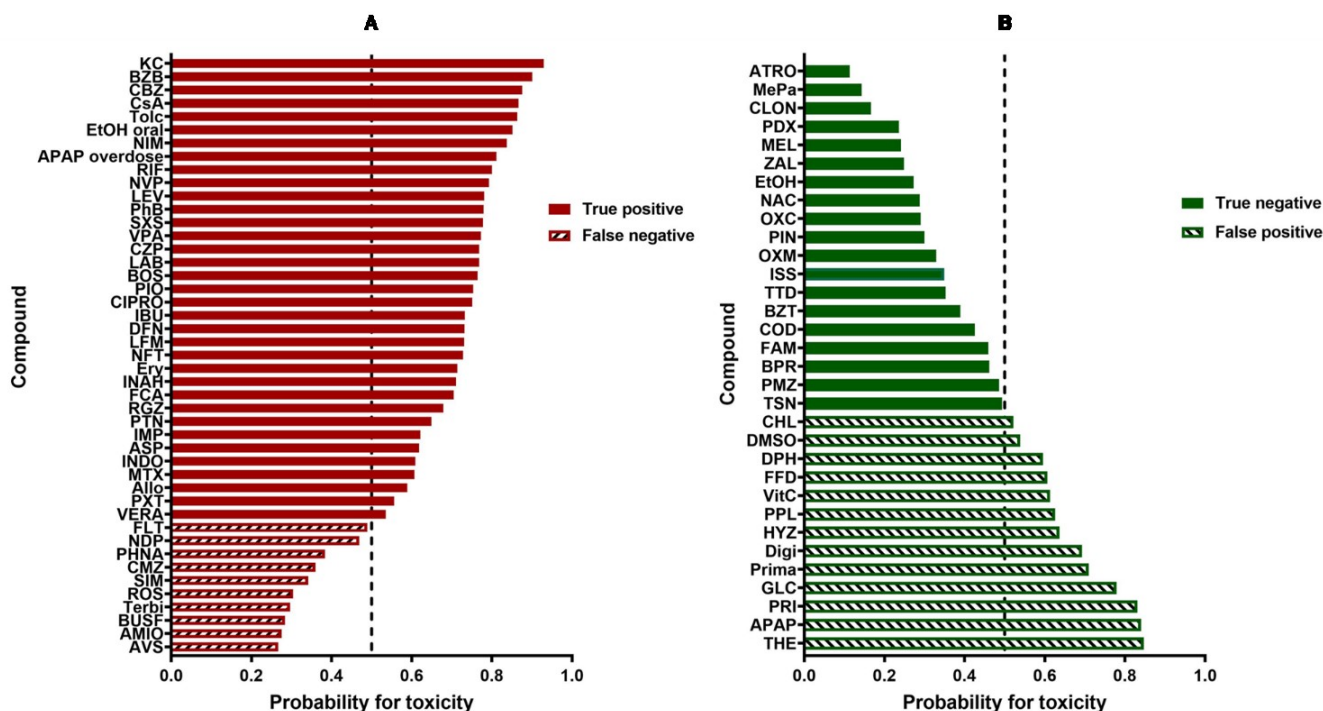 A
Compound
KC
BZB
CBZ
CsA
Tolc
EtOH oral
NIM
APAP overdose
RIF
NVP
LEV
PhB
SXS
VPA
CZP
LAB
BOS
PIO
CIPRO
IBU
DFN
LFM
NFT
Ery
INAH
FCA
RGZ
PTN
IMP
ASP
INDO
MTX
Allo
PXT
VERA
FLT
NDP
PHNA
CMZ
SIM
ROS
Terbi
BUSF
AMIO
AVS
0.0 0.2 0.4 0.6 0.8 1.0
Probability for toxicity
True positive
False negative
B
Compound
ATRO
MePa
CLON
PDX
MEL
ZAL
EtOH
NAC
OXC
PIN
OXM
ISS
TTD
BZT
COD
FAM
BPR
PMZ
TSN
CHL
DMSO
DPH
FFD
VitC
PPL
HYZ
Digi
Prima
GLC
PRI
APAP
THE
0.0 0.2 0.4 0.6 0.8 1.0
Probability for toxicity
True negative
False positive